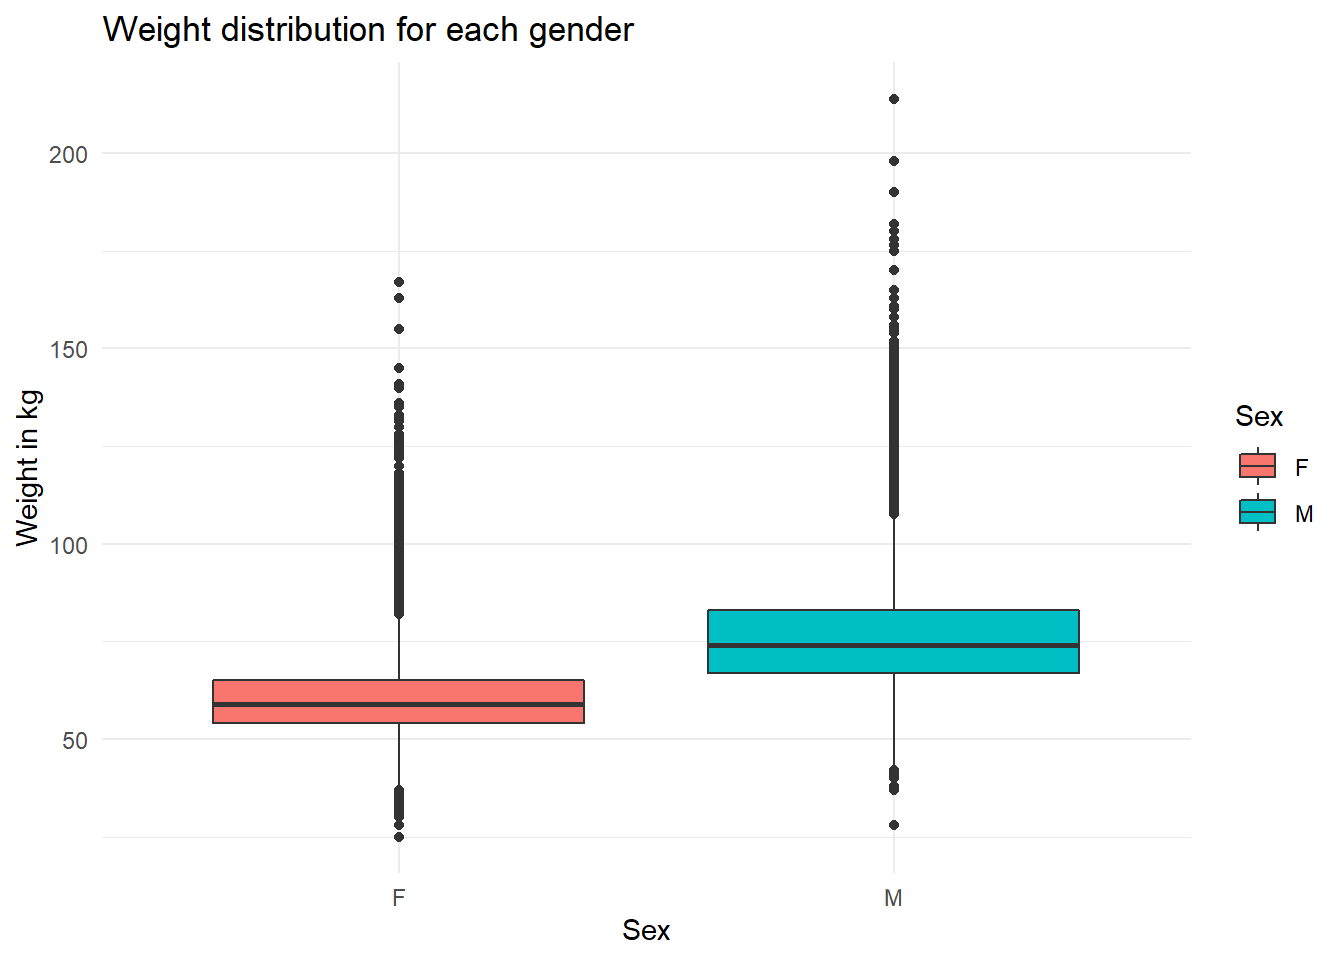 Weight distribution for each gender
200
150
100
50
Weight in kg
F
M
Sex
Sex
F
M